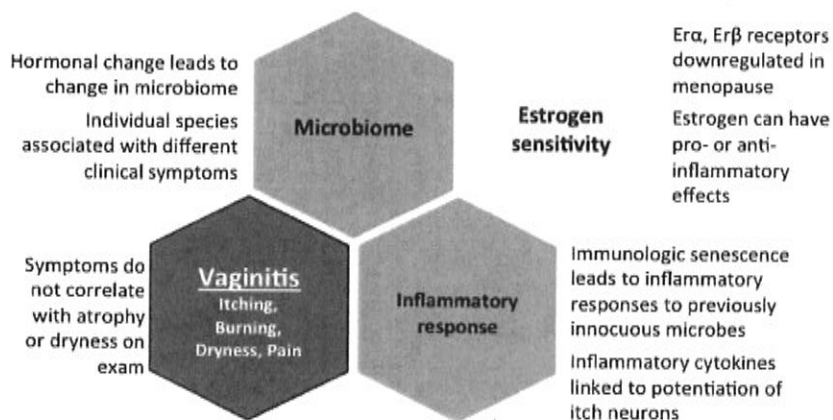 Hormonal change leads to
change in microbiome
Individual species
associated with different
clinical symptoms
Microbiome
Estrogen
sensitivity
Erα, Erβ receptors
downregulated in
menopause
Estrogen can have
pro- or anti-
inflammatory
effects
Symptoms do
not correlate
with atrophy
or dryness on
exam
Vaginitis
Itching,
Burning,
Dryness, Pain
Inflammatory
response
Immunologic senescence
leads to inflammatory
responses to previously
innocuous microbes
Inflammatory cytokines
linked to potentiation of
itch neurons